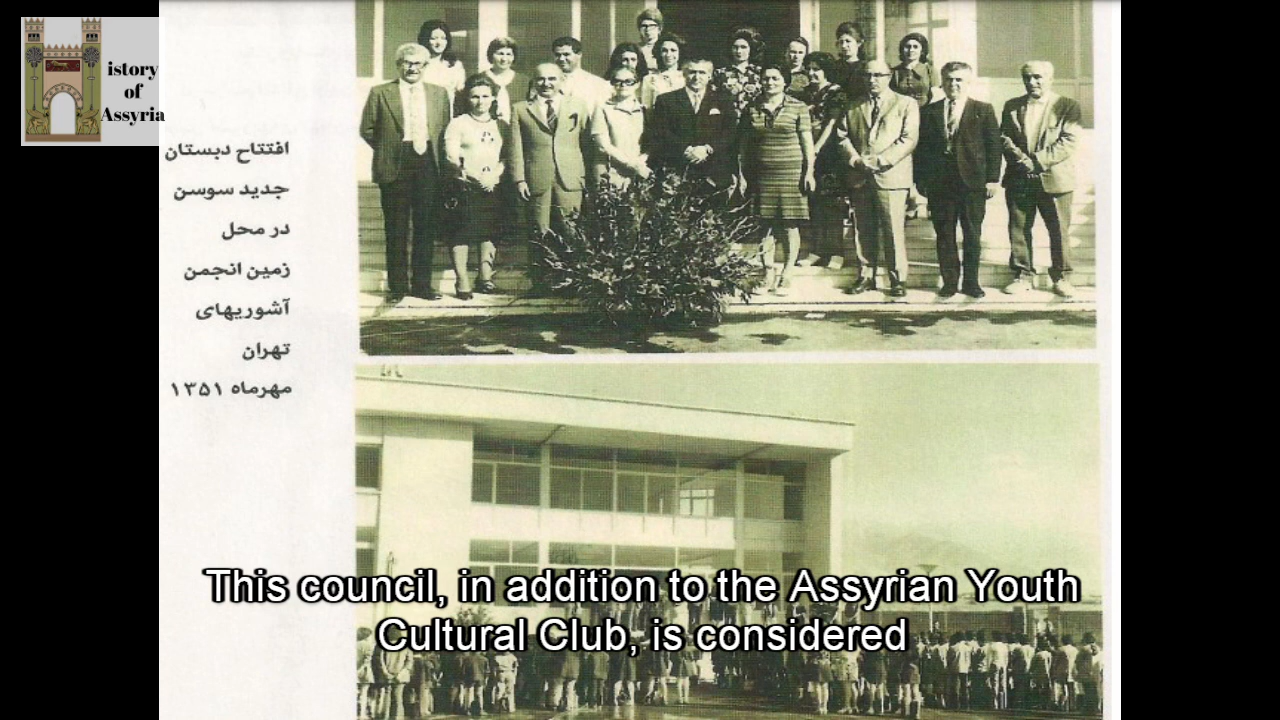 istory
of
Assyria
افتتاح دبستان
جدید سوسن
در محل
زمین انجمن
آشوریهای
تهران
مهرماه ۱۳۵۱
This council, in addition to the Assyrian Youth
Cultural Club, is considered